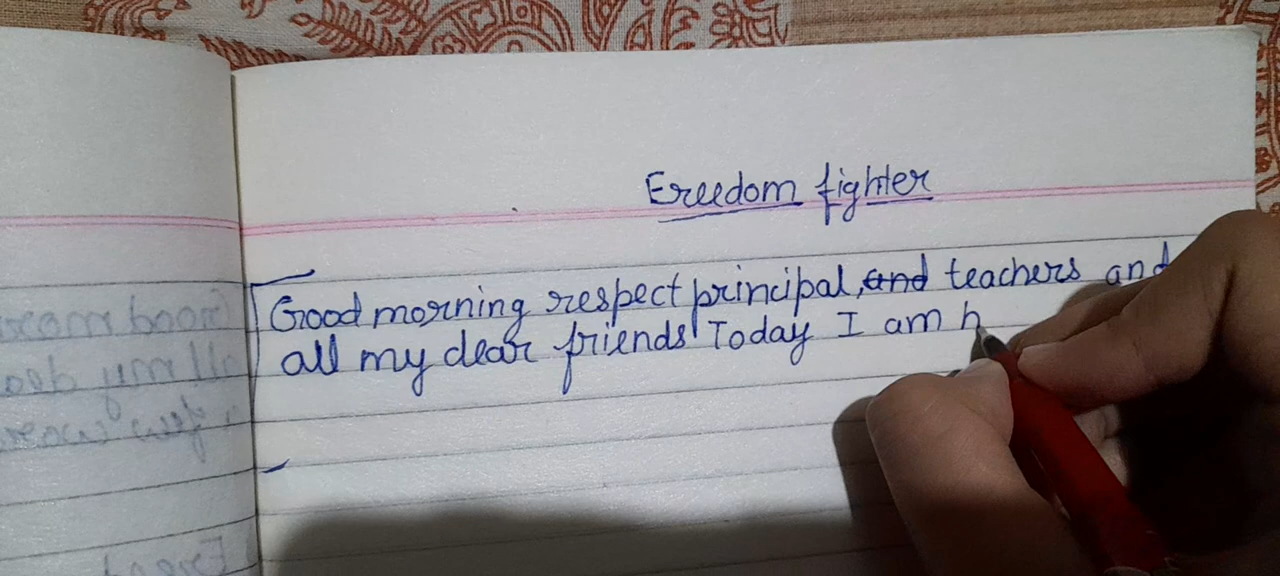 Freedom fighter
Good morning respect principal, and teachers and
all my dear friends' Today I am h